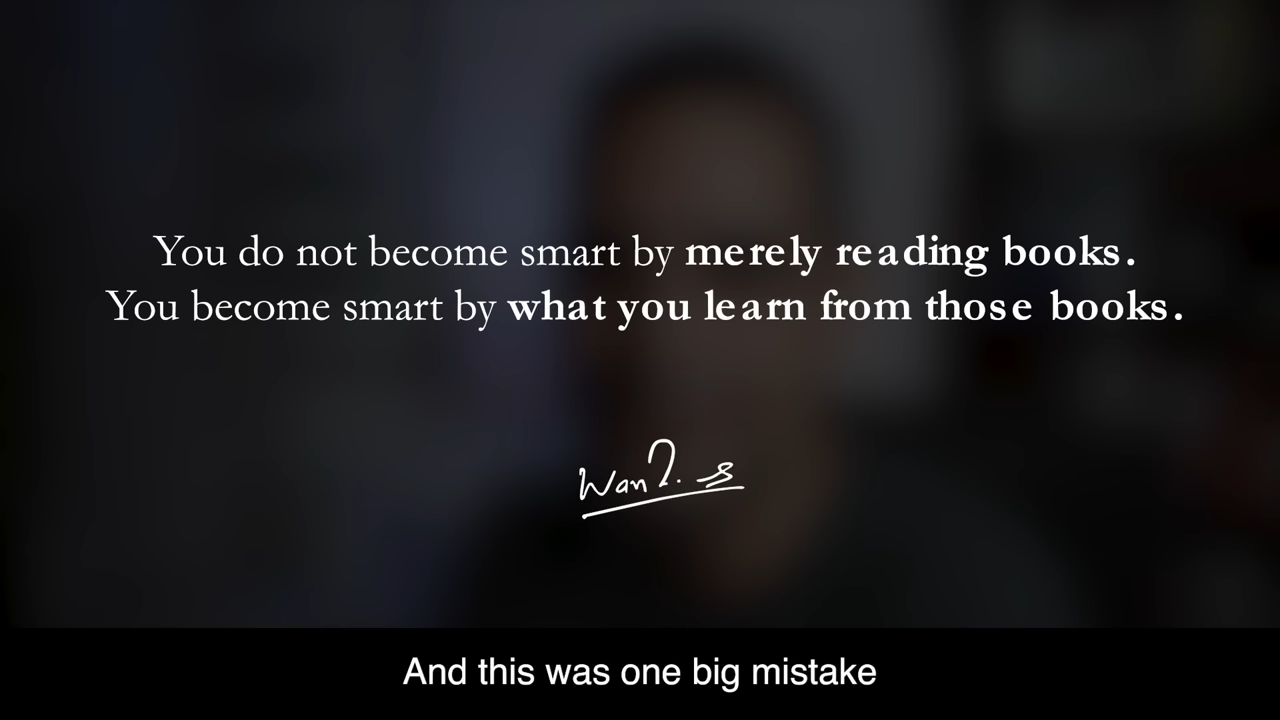 You do not become smart by merely reading books.
You become smart by what you learn from those books.
And this was one big mistake